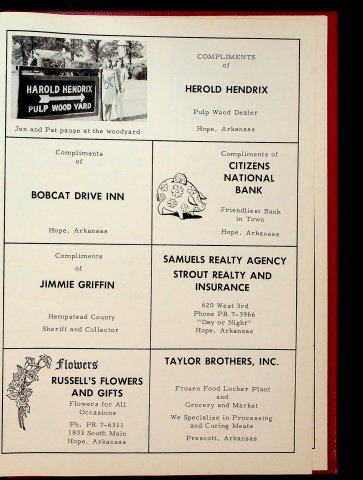 HAROLD HENDRIX
PULP WOOD YARD
Jan and Pat pause at the woodyard
COMPLIMENTS
of
HEROLD HENDRIX
Pulp Wood Dealer
Hope, Arkansas
Compliments
of
BOBCAT DRIVE INN
Hope, Arkansas
Compliments of
CITIZENS
NATIONAL
BANK
Friendliest Bank
in Town
Hope, Arkansas
Compliments
of
JIMMIE GRIFFIN
Hempstead County
Sheriff and Collector
SAMUELS REALTY AGENCY
STROUT REALTY AND
INSURANCE
620 West 3rd
Phone PR 7-3966
"Day or Night"
Hope, Arkansas
Flowers
RUSSELL'S FLOWERS
AND GIFTS
Flowers for All
Occasions
Ph. PR 7-6311
1803 South Main
Hope, Arkansas
TAYLOR BROTHERS, INC.
Frozen Food Locker Plant
and
Grocery and Market
We Specialize in Processing
and Curing Meats
Prescott, Arkansas